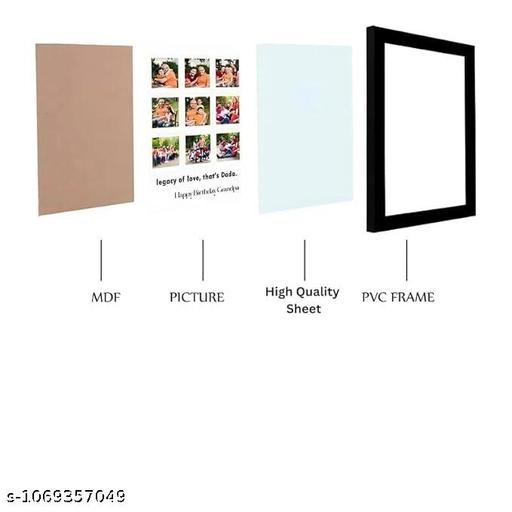 legacy of love, that's Dada.
Happy Birthday Grandpa
MDF
PICTURE
High Quality
Sheet
PVC FRAME
s-1069357049